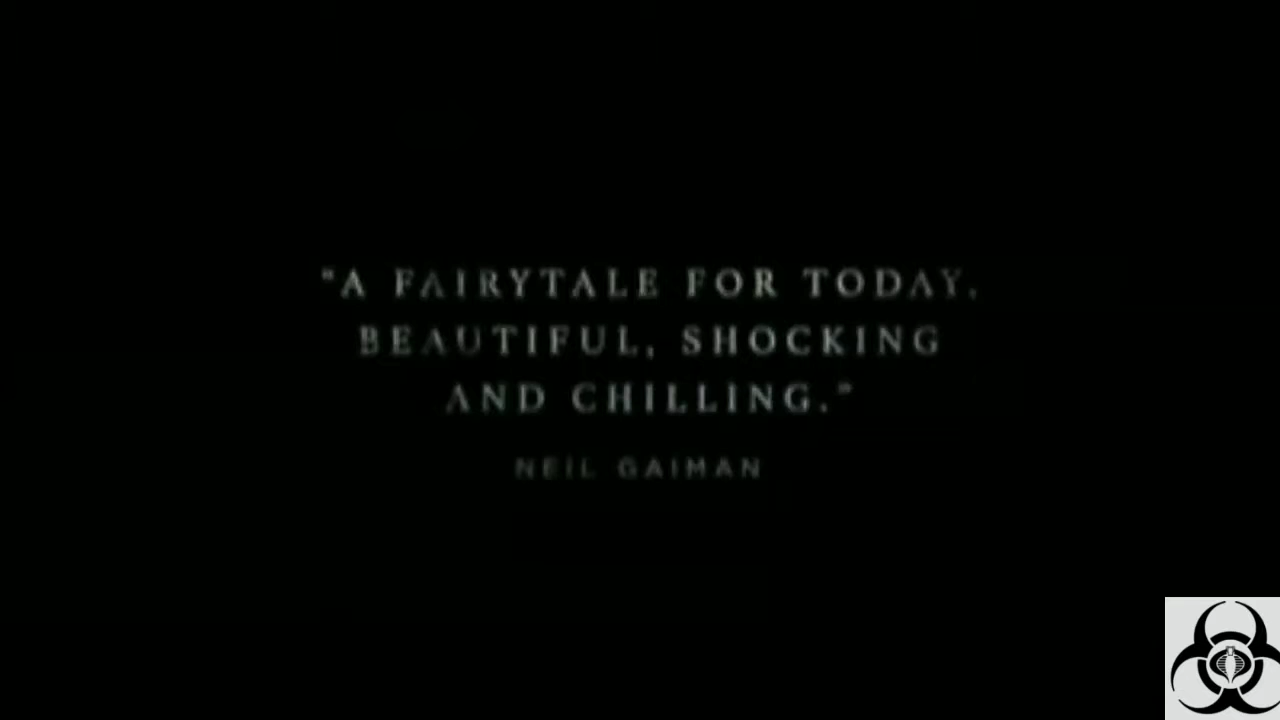 "A FAIRYTALE FOR TODAY.
BEAUTIFUL, SHOCKING
AND CHILLING."
NEIL GAIMAN